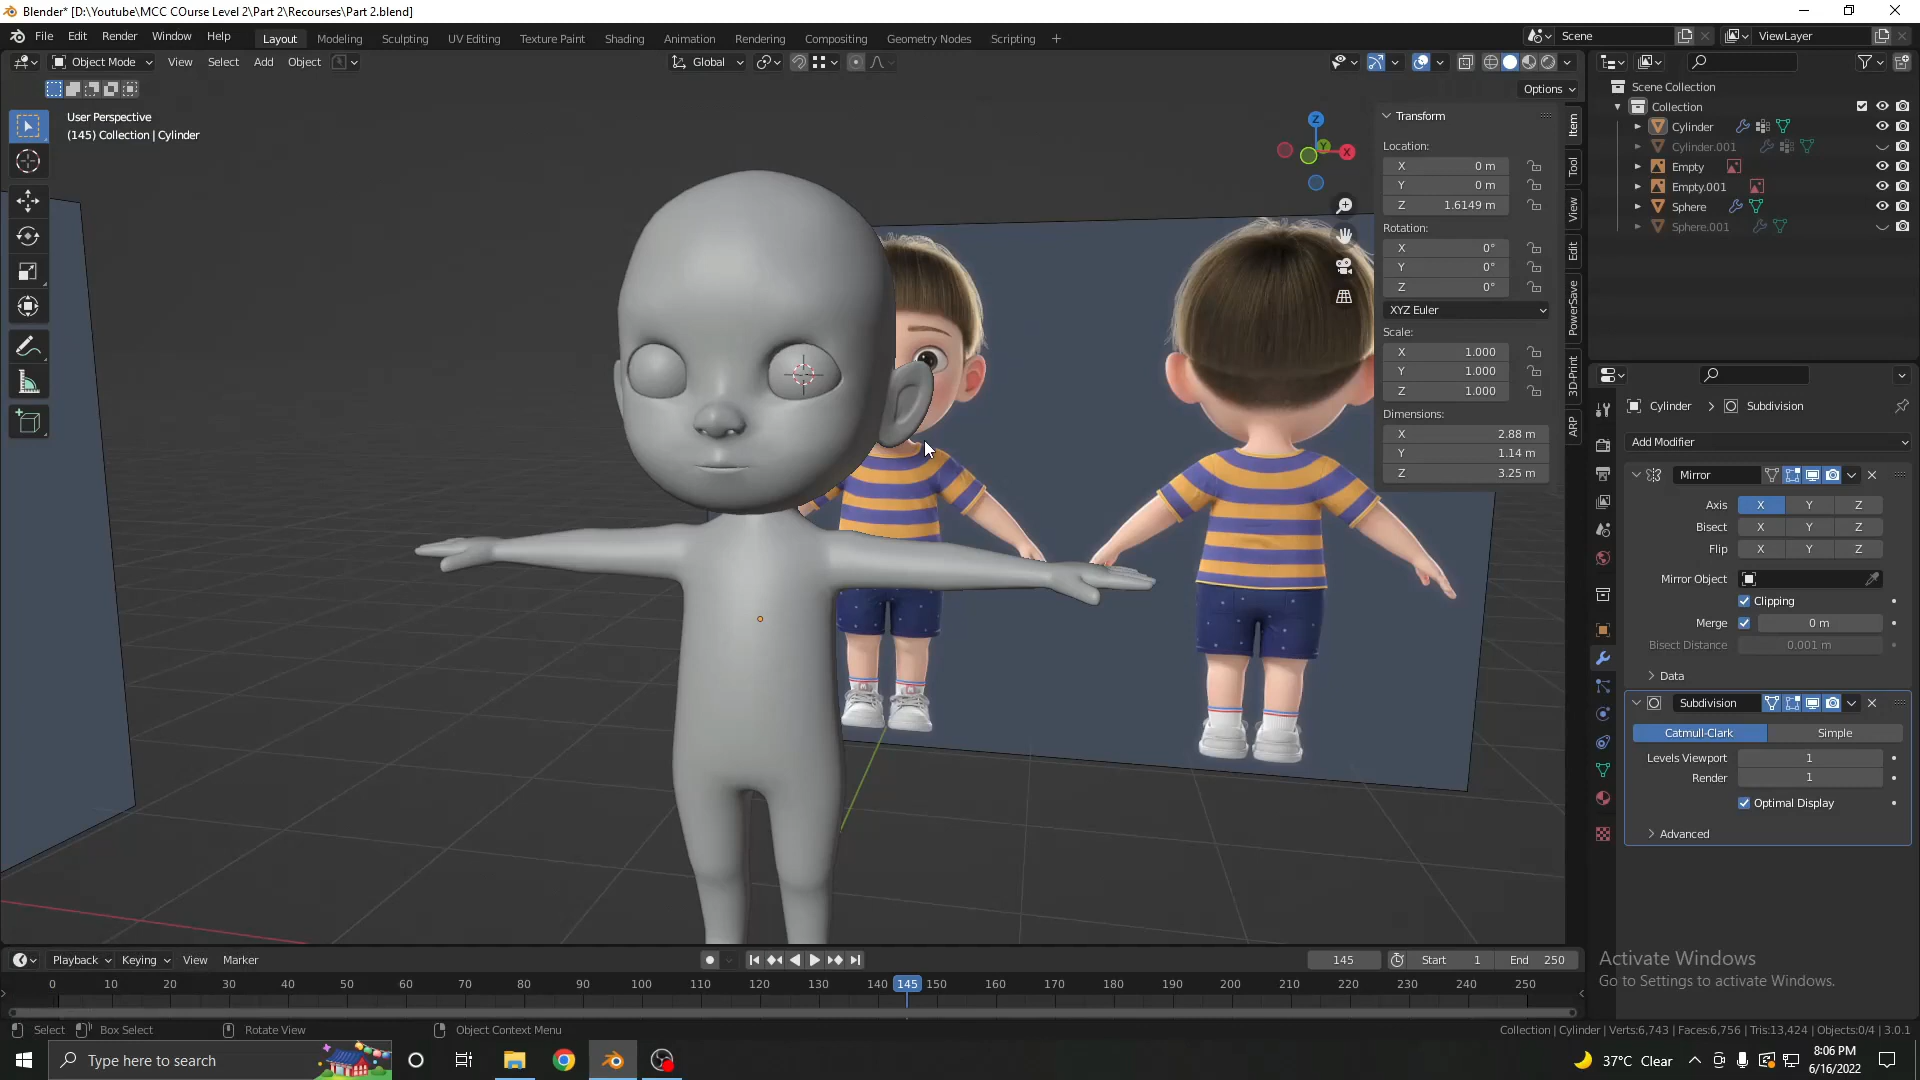 Blender* [D:\Youtube\MCC COurse Level 2\Part 2\Recourses\Part 2.blend]
File Edit Render Window Help
Layout Modeling Sculpting UV Editing Texture Paint Shading Animation Rendering Compositing Geometry Nodes Scripting +
Scene
ViewLayer
Object Mode View Select Add Object
Global
Options
User Perspective
(145) Collection | Cylinder
Z
Y
X
Transform
Location:
X 0 m
Y 0 m
Z 1.6149 m
Rotation:
X 0°
Y 0°
Z 0°
XYZ Euler
Scale:
X 1.000
Y 1.000
Z 1.000
Dimensions:
X 2.88 m
Y 1.14 m
Z 3.25 m
Item
Tool
View
Edit
PowerSave
3D-Print
ARP
Scene Collection
Collection
Cylinder
Cylinder.001
Empty
Empty.001
Sphere
Sphere.001
Cylinder > Subdivision
Add Modifier
Mirror
Axis X Y Z
Bisect X Y Z
Flip X Y Z
Mirror Object
Clipping
Merge 0 m
Bisect Distance 0.001 m
Data
Subdivision
Catmull-Clark Simple
Levels Viewport 1
Render 1
Optimal Display
Advanced
Activate Windows
Go to Settings to activate Windows.
Playback Keying View Marker
145 Start 1 End 250
0 10 20 30 40 50 60 70 80 90 100 110 120 130 140 145 150 160 170 180 190 200 210 220 230 240 250
Select Box Select Rotate View Object Context Menu
Collection | Cylinder | Verts:6,743 | Faces:6,756 | Tris:13,424 | Objects:0/4 | 3.0.1
Type here to search
37°C Clear
8:06 PM
6/16/2022